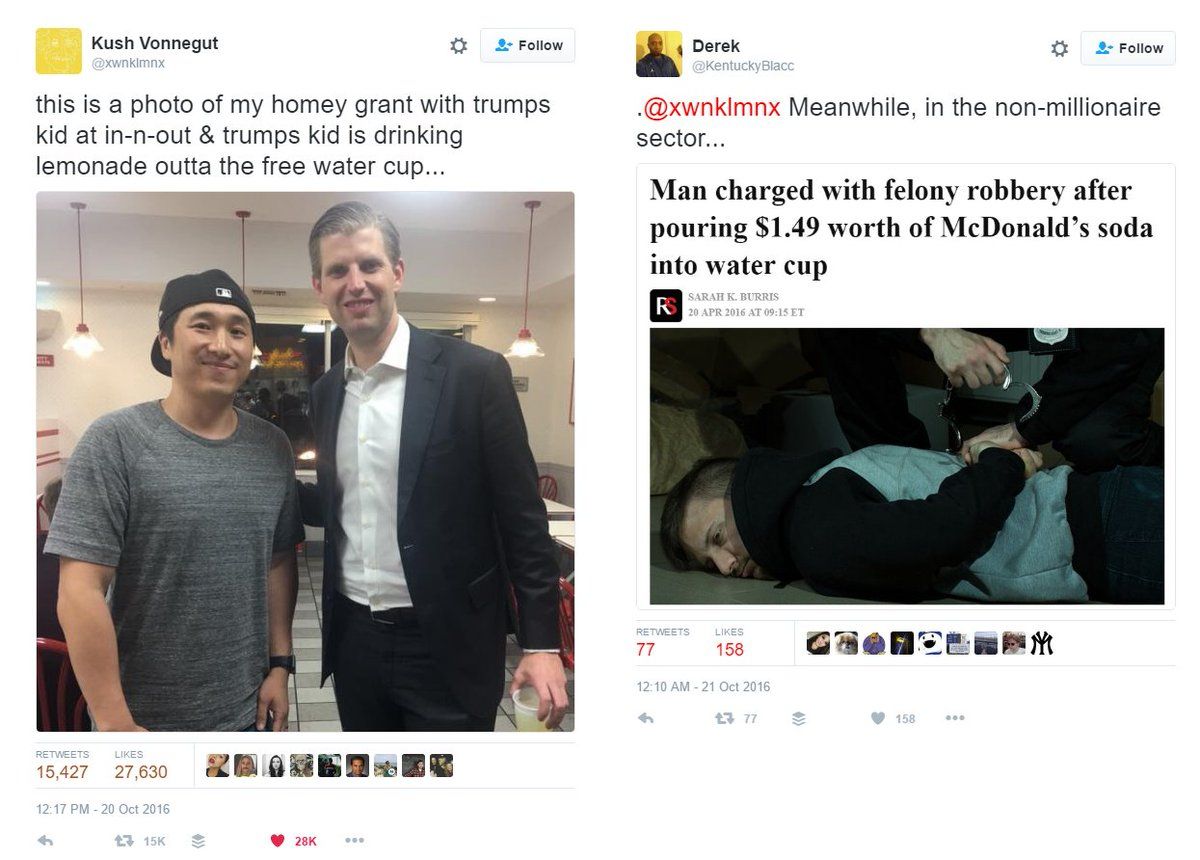 Kush Vonnegut
@xwnklmnx
Follow
this is a photo of my homey grant with trumps
kid at in-n-out & trumps kid is drinking
lemonade outta the free water cup...
RETWEETS
LIKES
15,427
27,630
12:17 PM - 20 Oct 2016
15K
28K
Derek
@KentuckyBlacc
Follow
.@xwnklmnx Meanwhile, in the non-millionaire
sector...
Man charged with felony robbery after
pouring $1.49 worth of McDonald's soda
into water cup
RS
SARAH K. BURRIS
20 APR 2016 AT 09:15 ET
RETWEETS
LIKES
77
158
12:10 AM - 21 Oct 2016
77
158